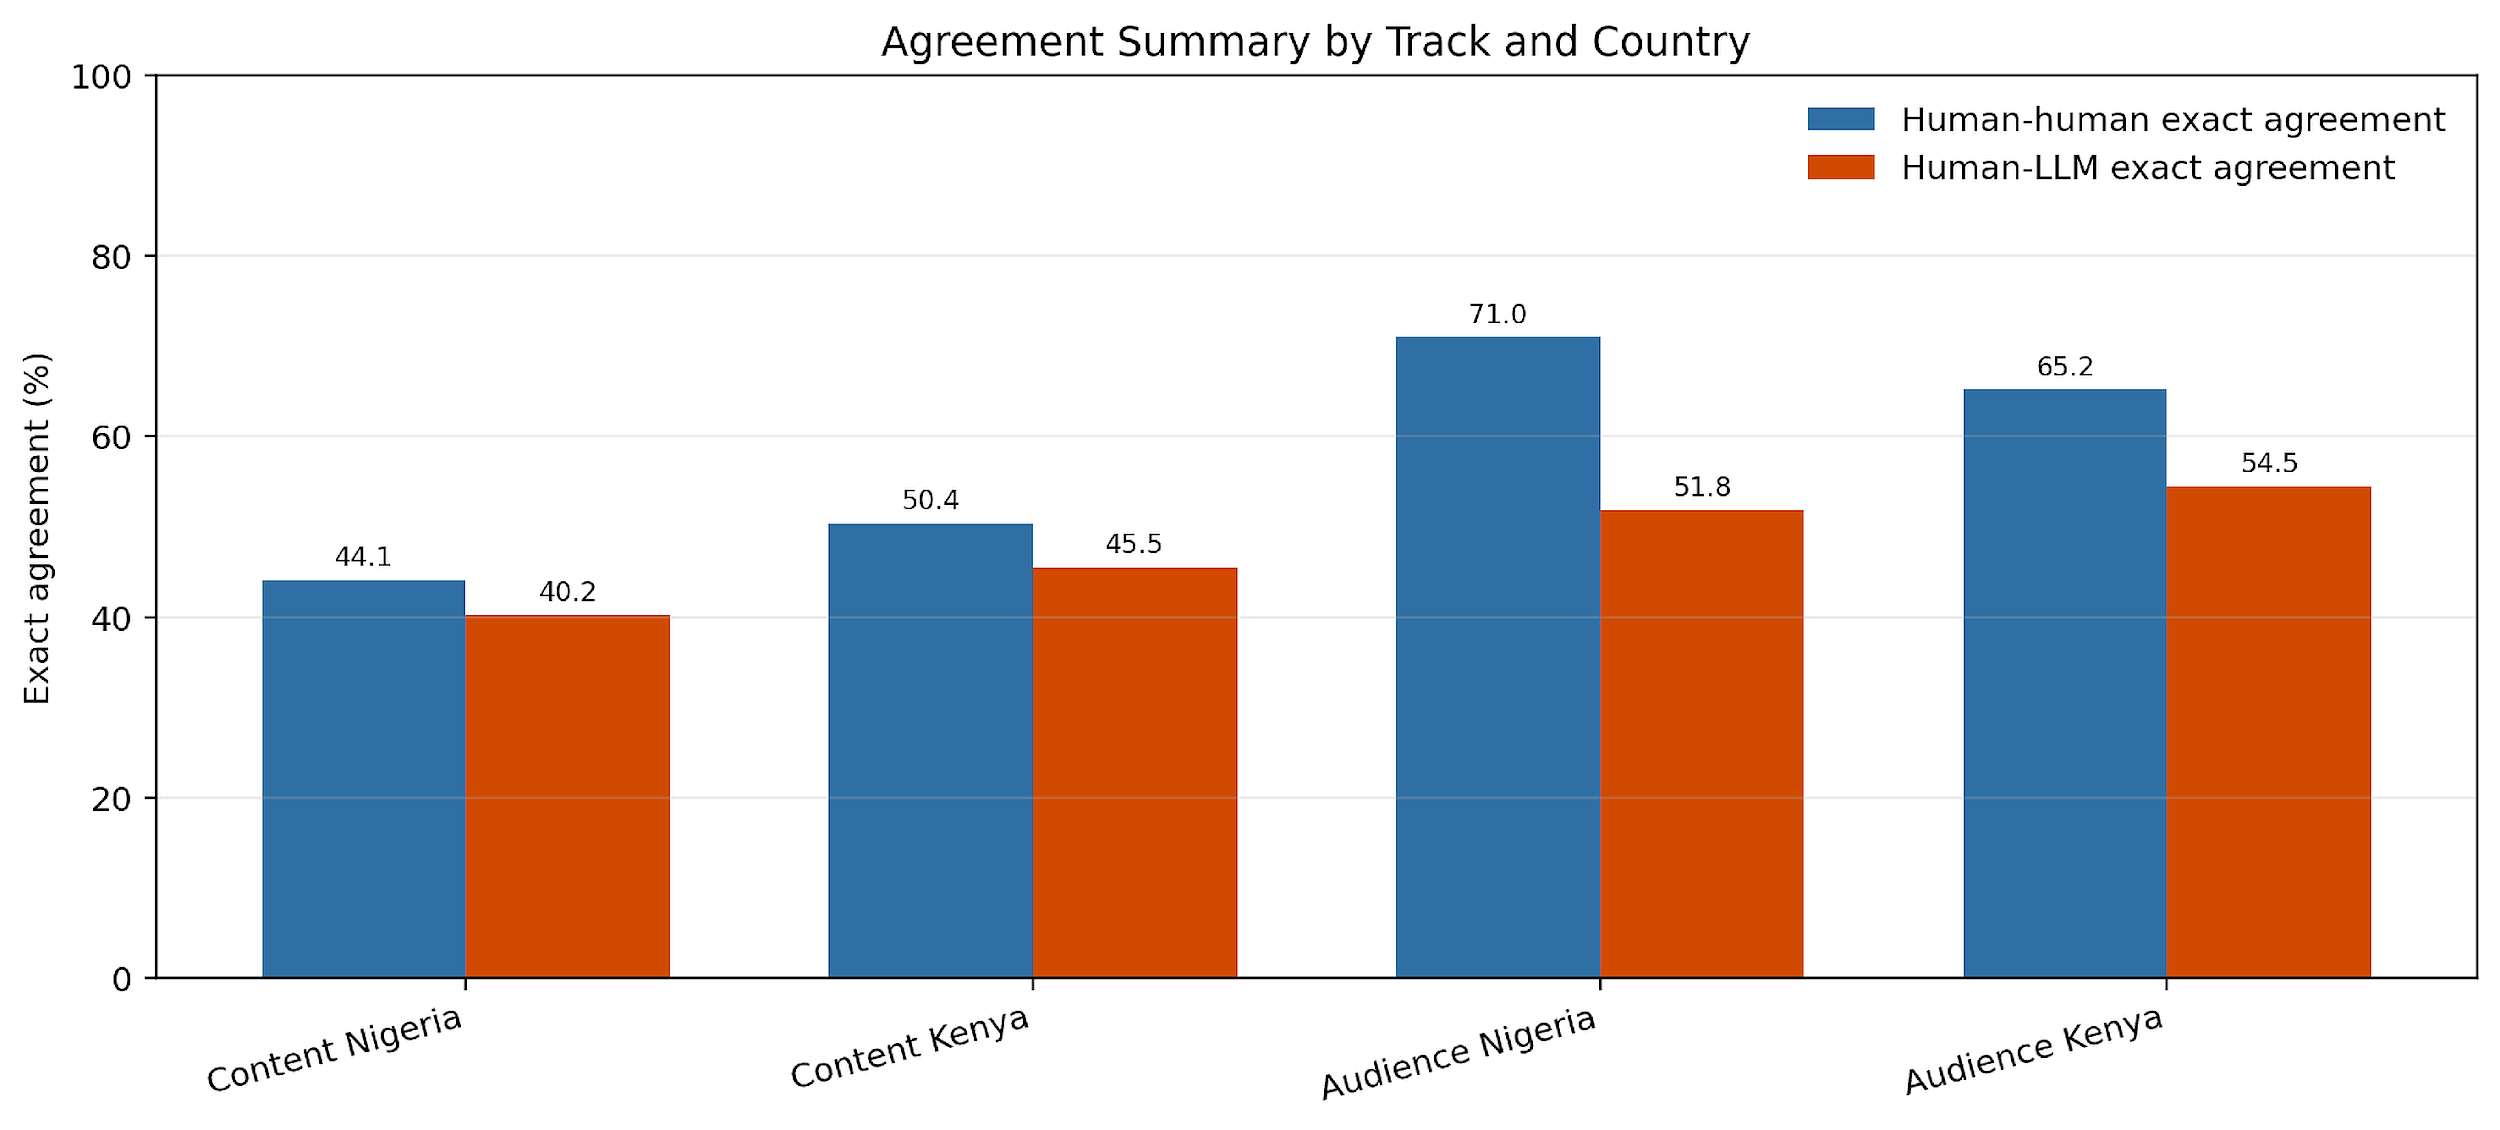 Agreement Summary by Track and Country
Exact agreement (%)
100
80
60
40
20
0
Human-human exact agreement
Human-LLM exact agreement
44.1
40.2
50.4
45.5
71.0
51.8
65.2
54.5
Content Nigeria
Content Kenya
Audience Nigeria
Audience Kenya